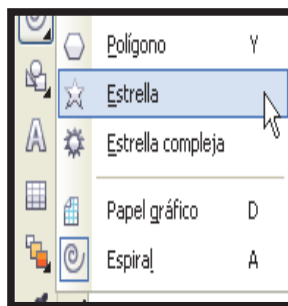 Polígono Y
Estrella
Estrella compleja
Papel gráfico D
Espiral A